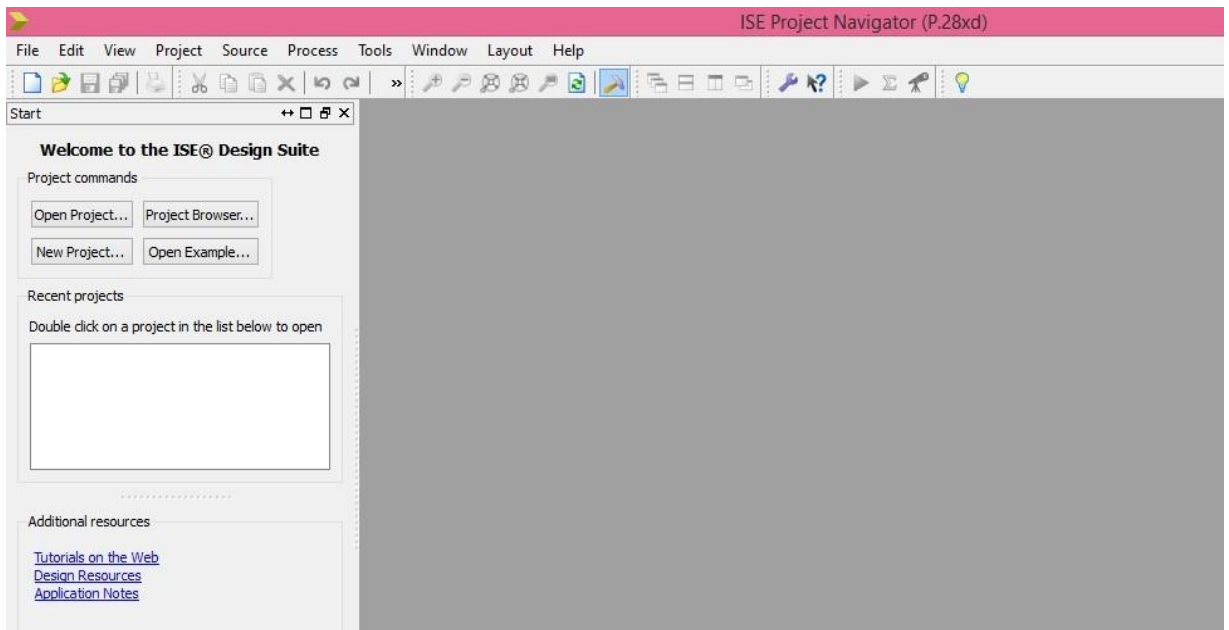 ISE Project Navigator (P.28xd)
File Edit View Project Source Process Tools Window Layout Help
Start
Welcome to the ISE® Design Suite
Project commands
Open Project... Project Browser...
New Project... Open Example...
Recent projects
Double click on a project in the list below to open
Additional resources
Tutorials on the Web
Design Resources
Application Notes